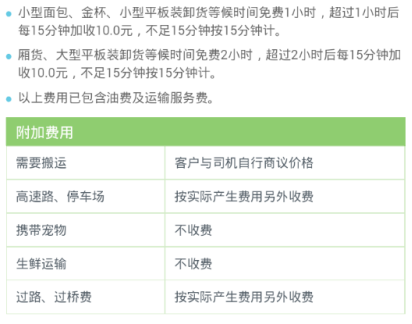 小型面包、金杯、小型平板装卸货等候时间免费1小时，超过1小时后
每15分钟加收10.0元，不足15分钟按15分钟计。
厢货、大型平板装卸货等候时间免费2小时，超过2小时后每15分钟加
收10.0元，不足15分钟按15分钟计。
以上费用已包含油费及运输服务费。
附加费用
需要搬运 客户与司机自行商议价格
高速路、停车场 按实际产生费用另外收费
携带宠物 不收费
生鲜运输 不收费
过路、过桥费 按实际产生费用另外收费